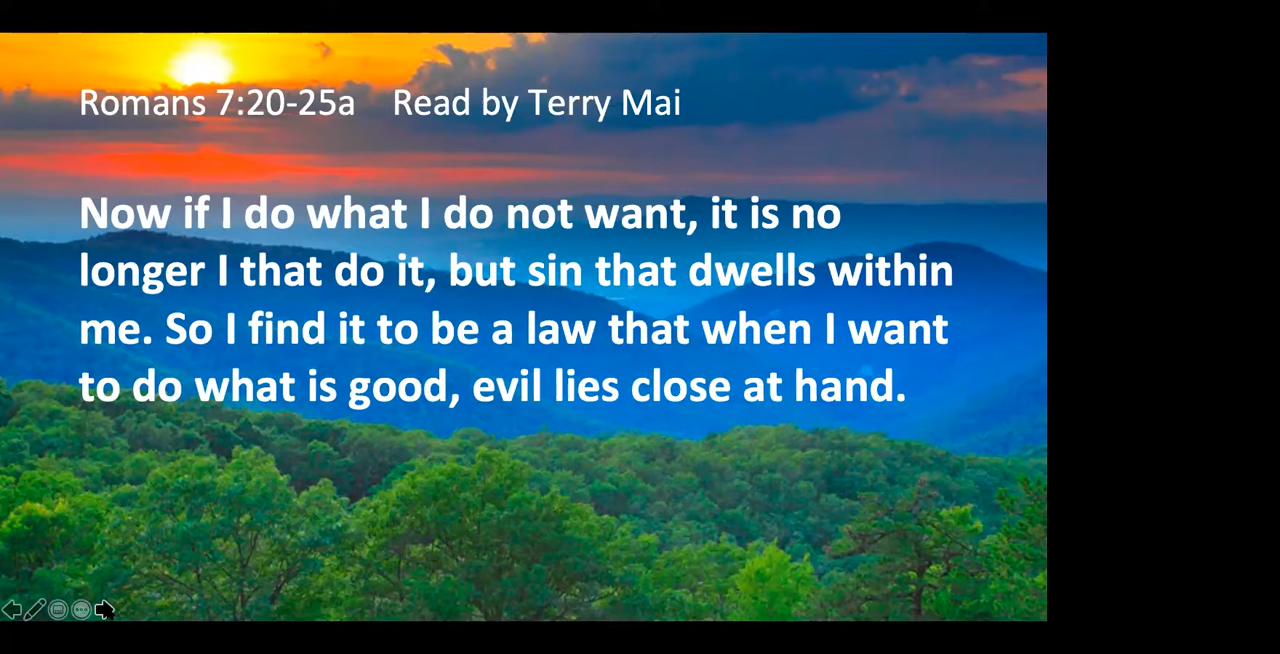 Romans 7:20-25a Read by Terry Mai
Now if I do what I do not want, it is no
longer I that do it, but sin that dwells within
me. So I find it to be a law that when I want
to do what is good, evil lies close at hand.